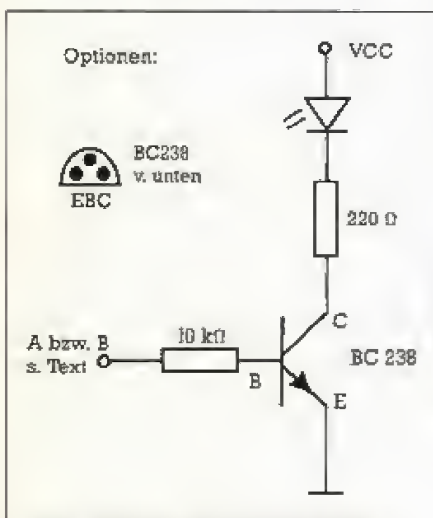 Optionen:
VCC
BC238
v. unten
EBC
220 Ω
C
A bzw. B
s. Text
10 kΩ
B
BC 238
E